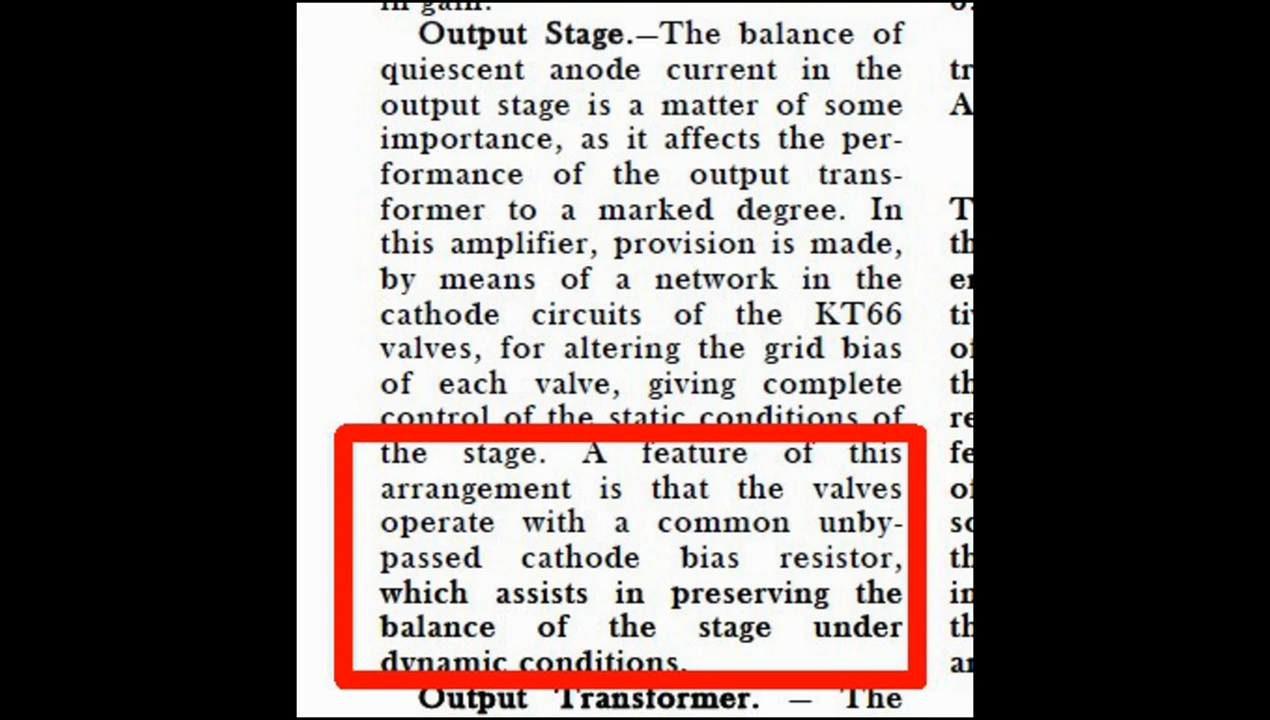 in gain.
Output Stage.—The balance of
quiescent anode current in the
output stage is a matter of some
importance, as it affects the per-
formance of the output trans-
former to a marked degree. In
this amplifier, provision is made,
by means of a network in the
cathode circuits of the KT66
valves, for altering the grid bias
of each valve, giving complete
control of the static conditions of
the stage. A feature of this
arrangement is that the valves
operate with a common unby-
passed cathode bias resistor,
which assists in preserving the
balance of the stage under
dynamic conditions.
Output Transformer. — The